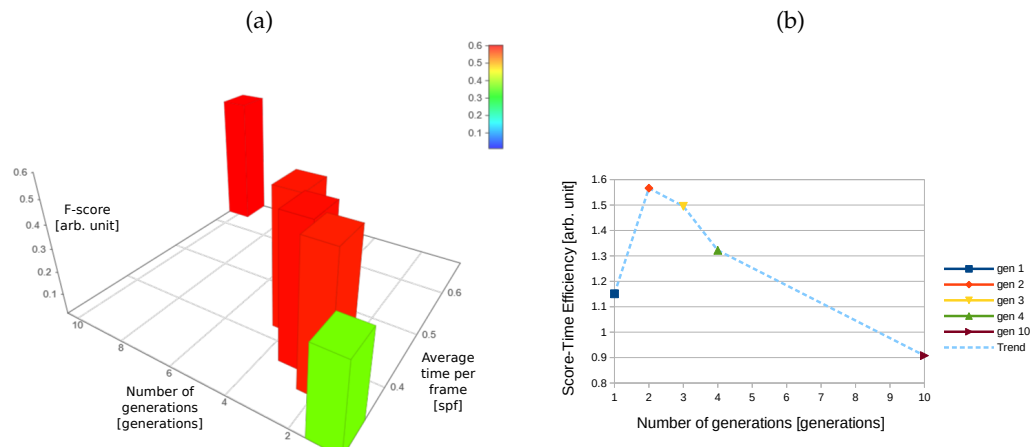 (a)
(b)
0.6
0.5
0.4
0.3
0.2
0.1
F-score
[arb. unit]
0.6
0.5
0.4
0.3
0.2
0.1
10
8
6
4
2
Number of
generations
[generations]
0.6
0.5
0.4
Average
time per
frame
[spf]
Score-Time Efficiency [arb. unit]
1.6
1.5
1.4
1.3
1.2
1.1
1
0.9
0.8
1 2 3 4 5 6 7 8 9 10
Number of generations [generations]
gen 1
gen 2
gen 3
gen 4
gen 10
Trend